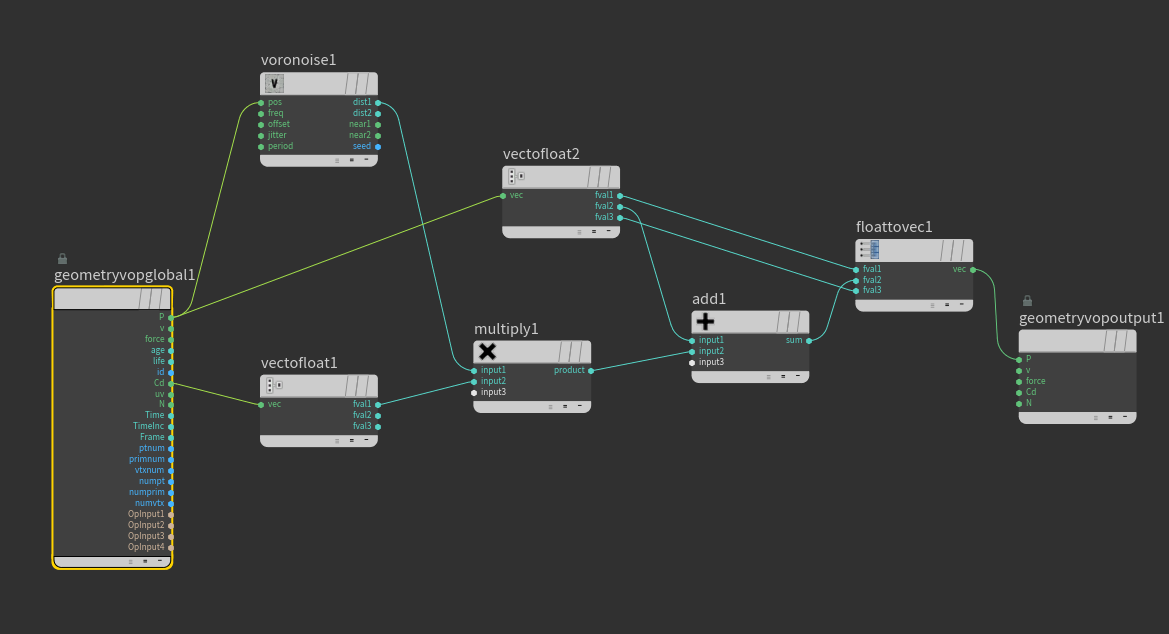 voronoise1
V
pos dist1
freq dist2
offset near1
jitter near2
period seed
vectofloat2
vec fval1
fval2
fval3
floattovec1
fval1 vec
fval2
fval3
geometryvopglobal1
P
v
force
age
life
id
Cd
uv
N
Time
TimeInc
Frame
ptnum
primnum
vtxnum
numpt
numprim
numvtx
OpInput1
OpInput2
OpInput3
OpInput4
vectofloat1
vec fval1
fval2
fval3
multiply1
input1 product
input2
input3
add1
input1 sum
input2
input3
geometryvopoutput1
P
v
force
Cd
N